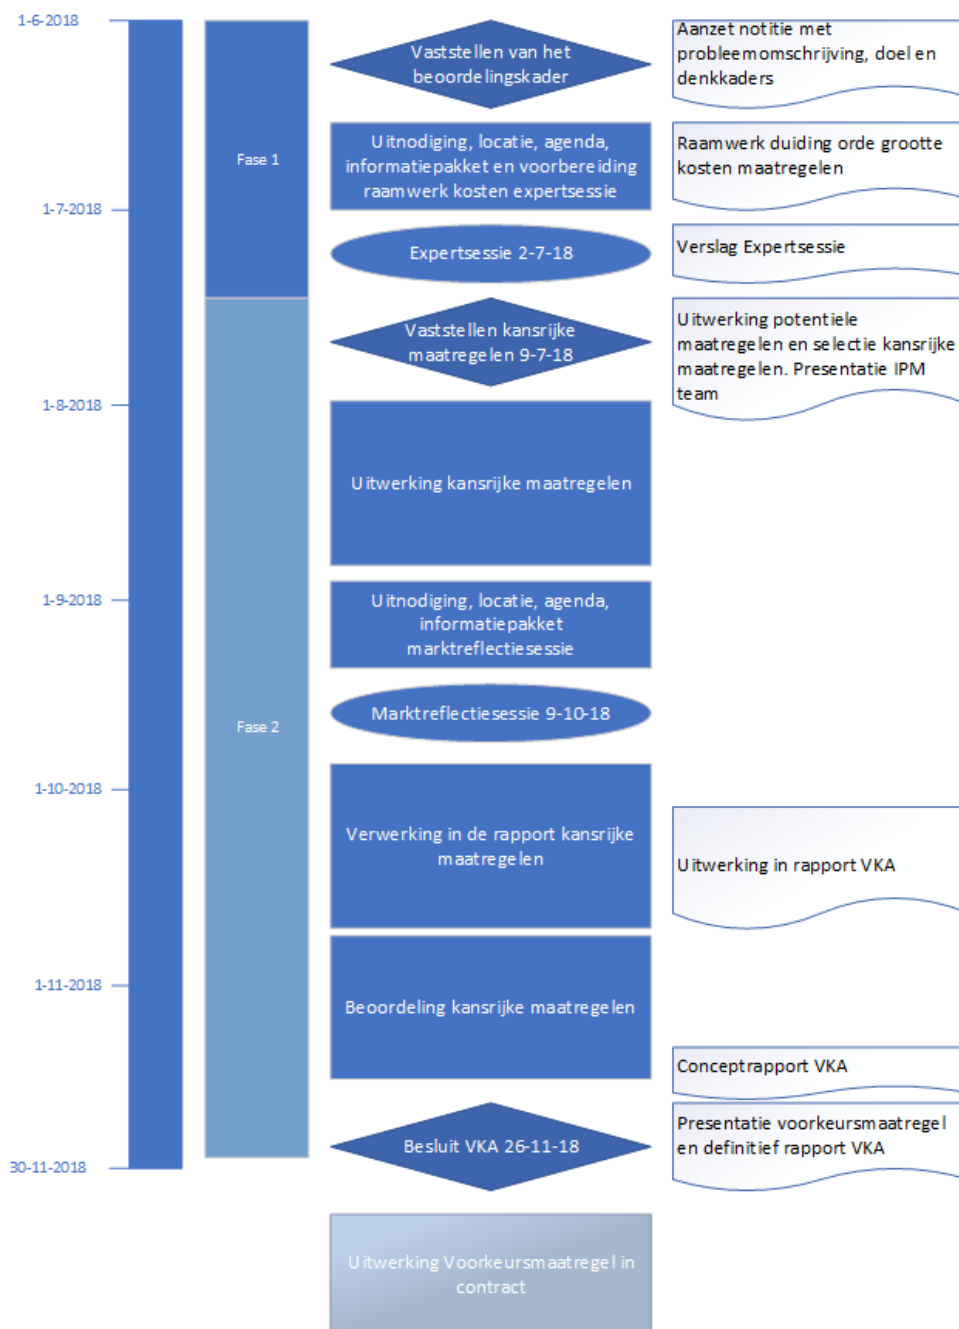 1-6-2018
Vaststellen van het
beoordelingskader
Aanzet notitie met
probleemomschrijving, doel en
denkkaders
Fase 1
Uitnodiging, locatie, agenda,
informatiepakket en voorbereiding
raamwerk kosten expertsessie
Raamwerk duiding orde grootte
kosten maatregelen
1-7-2018
Expertsessie 2-7-18
Verslag Expertsessie
Vaststellen kansrijke
maatregelen 9-7-18
Uitwerking potentiele
maatregelen en selectie kansrijke
maatregelen. Presentatie IPM
team
1-8-2018
Uitwerking kansrijke maatregelen
1-9-2018
Uitnodiging, locatie, agenda,
informatiepakket
marktreflectiesessie
Fase 2
Marktreflectiesessie 9-10-18
1-10-2018
Verwerking in de rapport kansrijke
maatregelen
Uitwerking in rapport VKA
1-11-2018
Beoordeling kansrijke maatregelen
Conceptrapport VKA
Besluit VKA 26-11-18
Presentatie voorkeursmaatregel
en definitief rapport VKA
30-11-2018
Uitwerking Voorkeursmaatregel in
contract